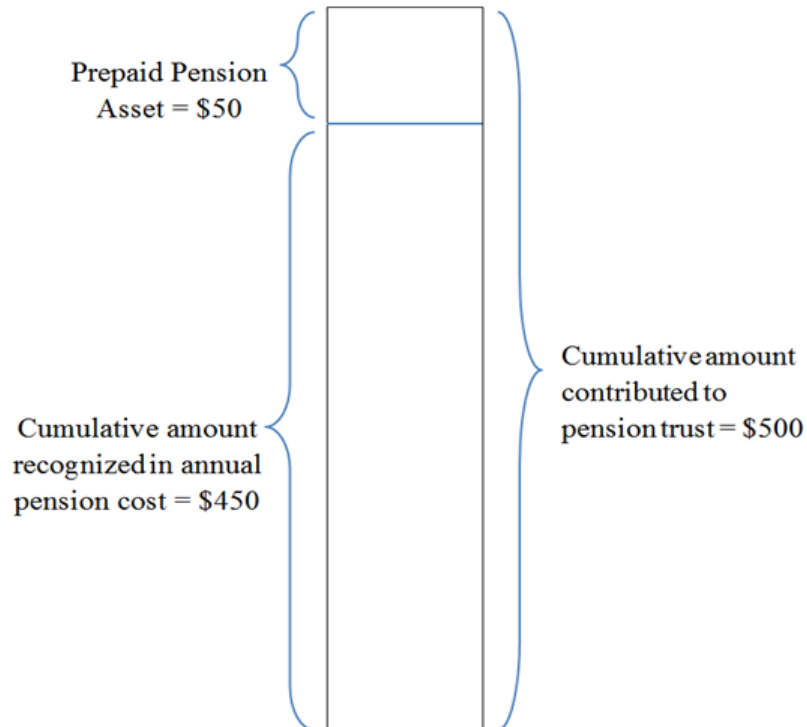 Prepaid Pension
Asset = $50
Cumulative amount
contributed to
pension trust = $500
Cumulative amount
recognized in annual
pension cost = $450